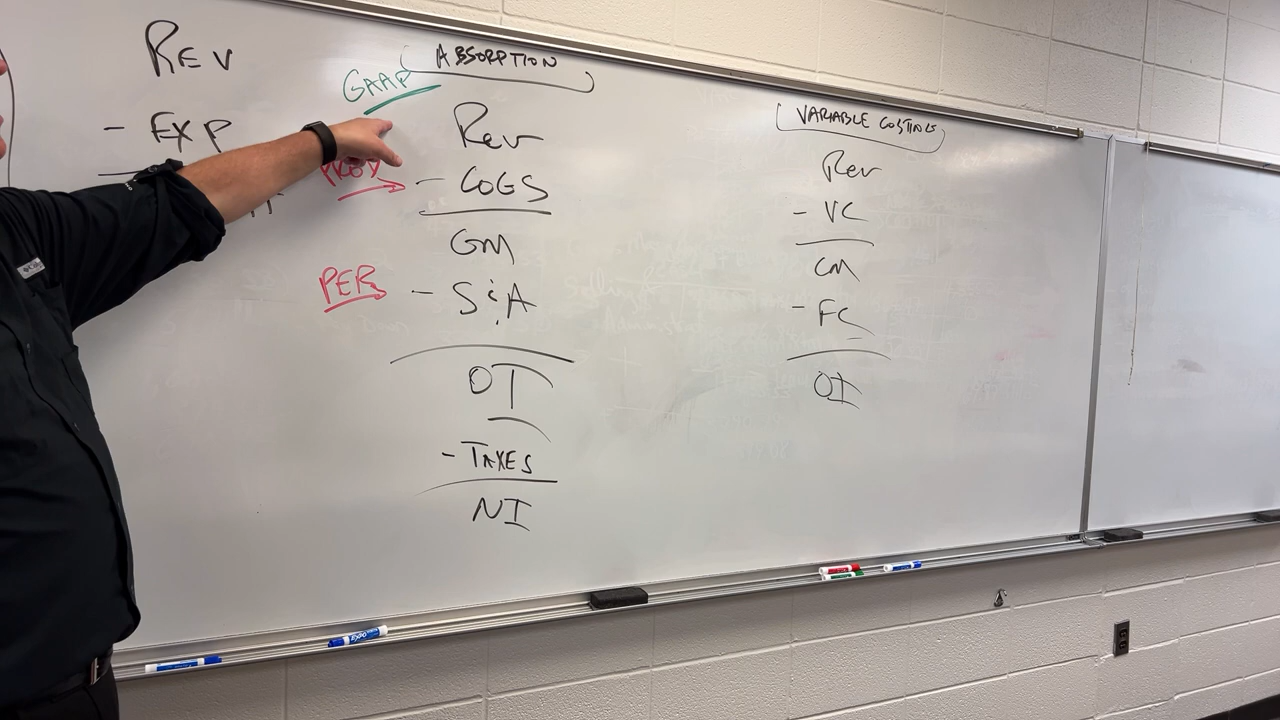 REV
- EXP
GAAP
ABSORPTION
Rev
PROD
- COGS
GM
PER
- S&A
OI
- TAXES
NI
VARIABLE COSTING
Rev
- VC
CM
- FC
OI